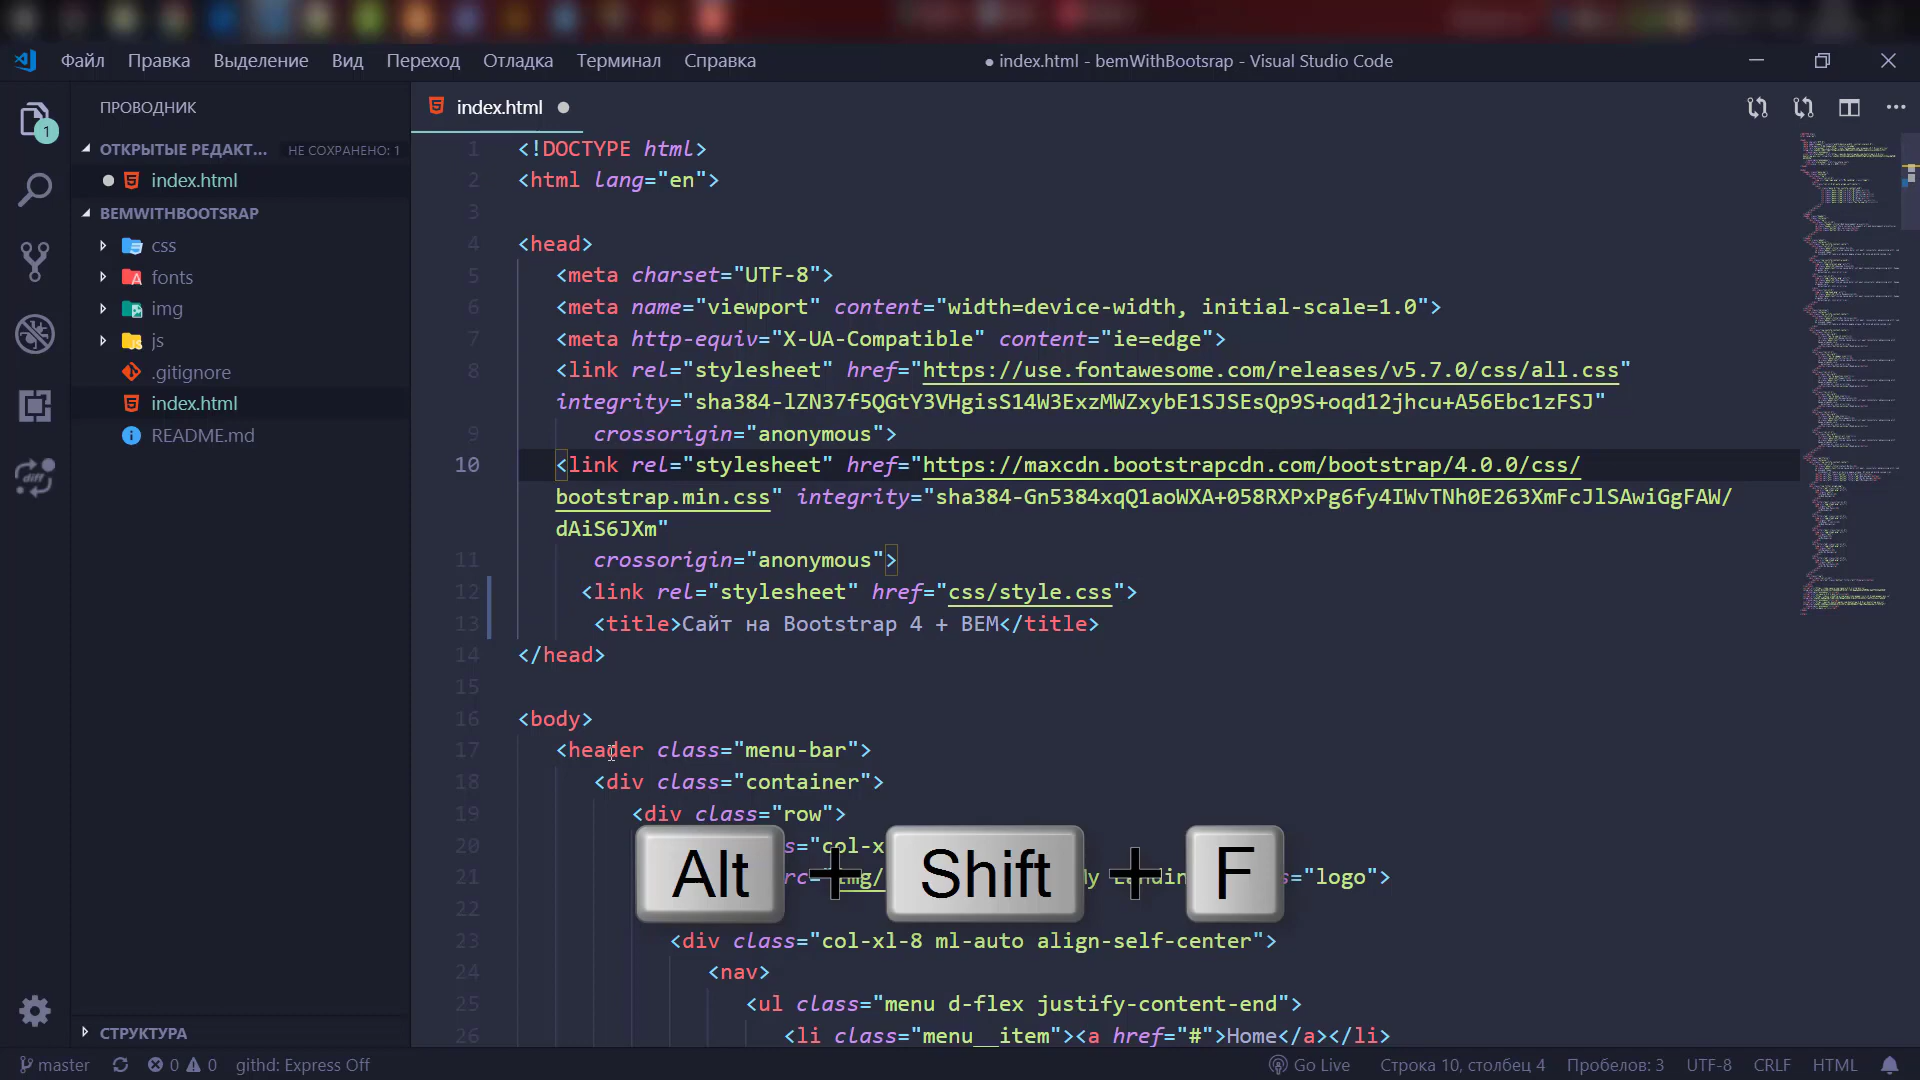 Файл Правка Выделение Вид Переход Отладка Терминал Справка
● index.html - bemWithBootsrap - Visual Studio Code
ПРОВОДНИК
ОТКРЫТЫЕ РЕДАКТ... НЕ СОХРАНЕНО: 1
index.html
BEMWITHBOOTSRAP
css
fonts
img
js
.gitignore
index.html
README.md
СТРУКТУРА
1
index.html
1 <!DOCTYPE html>
2 <html lang="en">
3
4 <head>
5 <meta charset="UTF-8">
6 <meta name="viewport" content="width=device-width, initial-scale=1.0">
7 <meta http-equiv="X-UA-Compatible" content="ie=edge">
8 <link rel="stylesheet" href="https://use.fontawesome.com/releases/v5.7.0/css/all.css"
integrity="sha384-lZN37f5QGtY3VHgisS14W3ExzMWZxybE1SJSEsQp9S+oqd12jhcu+A56Ebc1zFSJ"
9 crossorigin="anonymous">
10 <link rel="stylesheet" href="https://maxcdn.bootstrapcdn.com/bootstrap/4.0.0/css/
bootstrap.min.css" integrity="sha384-Gn5384xqQ1aoWXA+058RXPxPg6fy4IWvTNh0E263XmFcJlSAwiGgFAW/
dAiS6JXm"
11 crossorigin="anonymous">
12 <link rel="stylesheet" href="css/style.css">
13 <title>Сайт на Bootstrap 4 + BEM</title>
14 </head>
15
16 <body>
17 <header class="menu-bar">
18 <div class="container">
19 <div class="row">
20 s="col-x
21 rc="img/ y Landin s="logo">
22
23 <div class="col-xl-8 ml-auto align-self-center">
24 <nav>
25 <ul class="menu d-flex justify-content-end">
26 <li class="menu__item"><a href="#">Home</a></li>
Alt + Shift + F
master 0 0 githd: Express Off
Go Live Строка 10, столбец 4 Пробелов: 3 UTF-8 CRLF HTML